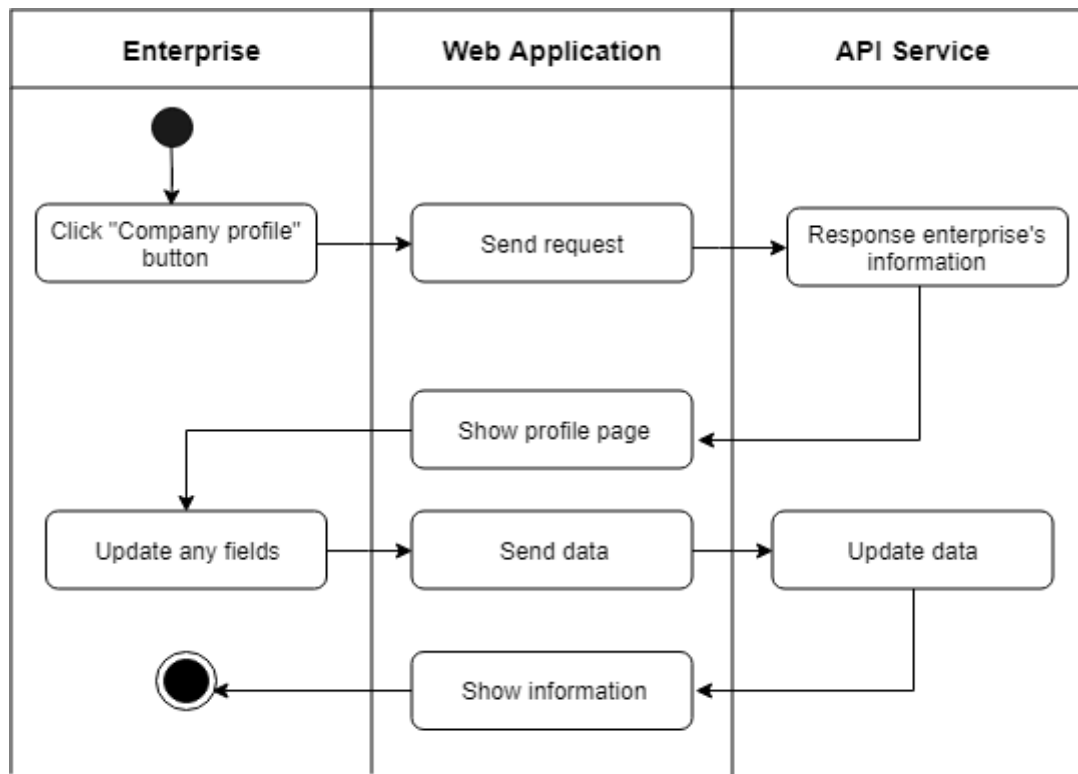 Enterprise
Web Application
API Service
Click "Company profile"
button
Send request
Response enterprise's
information
Show profile page
Update any fields
Send data
Update data
Show information